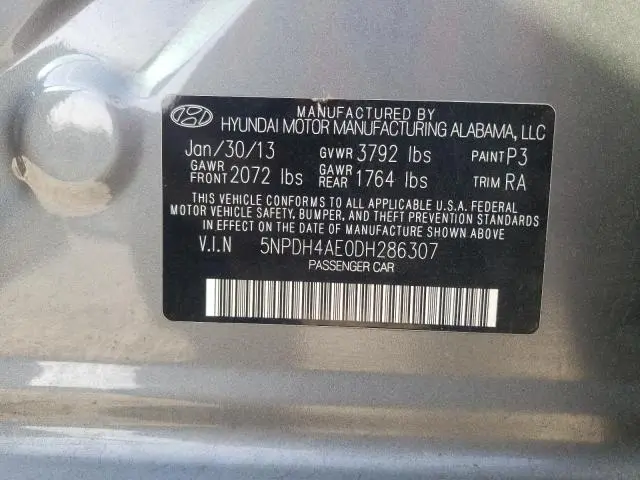 MANUFACTURED BY
HYUNDAI MOTOR MANUFACTURING ALABAMA, LLC
Jan/30/13 GVWR 3792 lbs PAINT P3
GAWR FRONT 2072 lbs GAWR REAR 1764 lbs TRIM RA
THIS VEHICLE CONFORMS TO ALL APPLICABLE U.S.A. FEDERAL
MOTOR VEHICLE SAFETY, BUMPER, AND THEFT PREVENTION STANDARDS
IN EFFECT ON THE DATE OF MANUFACTURE SHOWN ABOVE
V.I.N 5NPDH4AE0DH286307
PASSENGER CAR